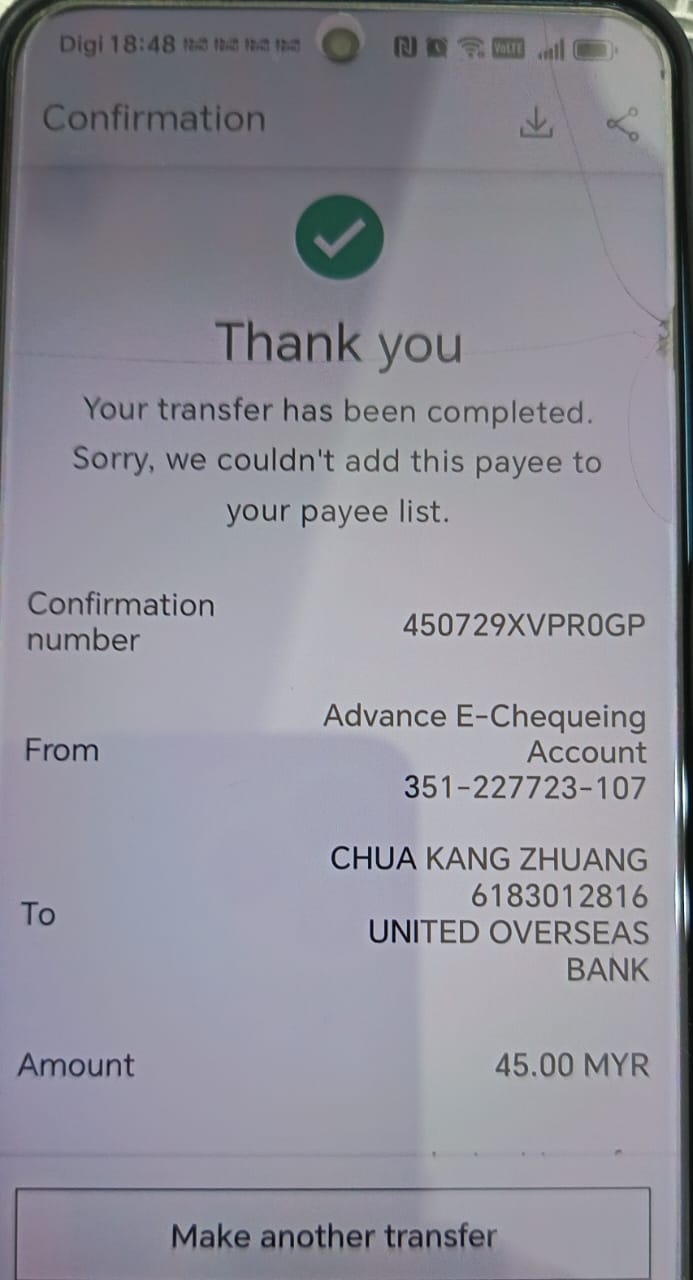 Digi 18:48
VoLTE
Confirmation
Thank you
Your transfer has been completed.
Sorry, we couldn't add this payee to
your payee list.
Confirmation
number
450729XVPR0GP
From
Advance E-Chequeing
Account
351-227723-107
To
CHUA KANG ZHUANG
6183012816
UNITED OVERSEAS
BANK
Amount
45.00 MYR
Make another transfer